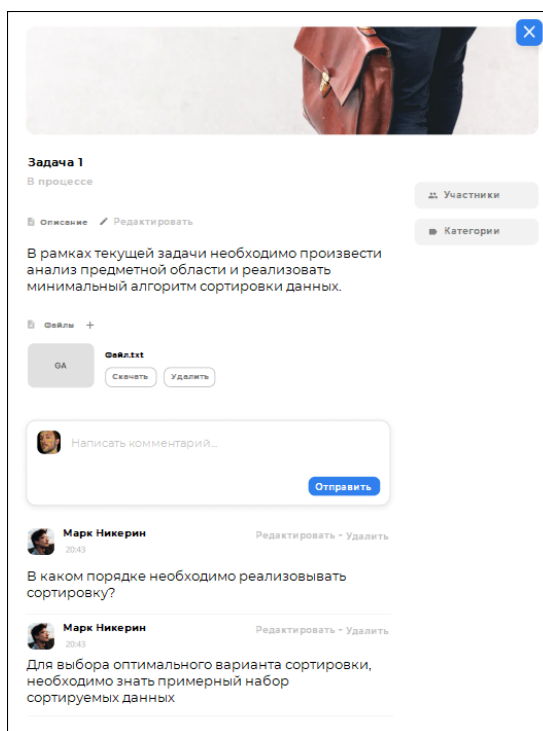 Задача 1
В процессе
Участники
Описание Редактировать
Категории
В рамках текущей задачи необходимо произвести
анализ предметной области и реализовать
минимальный алгоритм сортировки данных.
Файлы +
GA
Файл.txt
Скачать Удалить
Написать комментарий...
Отправить
Марк Никерин Редактировать - Удалить
20:43
В каком порядке необходимо реализовывать
сортировку?
Марк Никерин Редактировать - Удалить
20:43
Для выбора оптимального варианта сортировки,
необходимо знать примерный набор
сортируемых данных